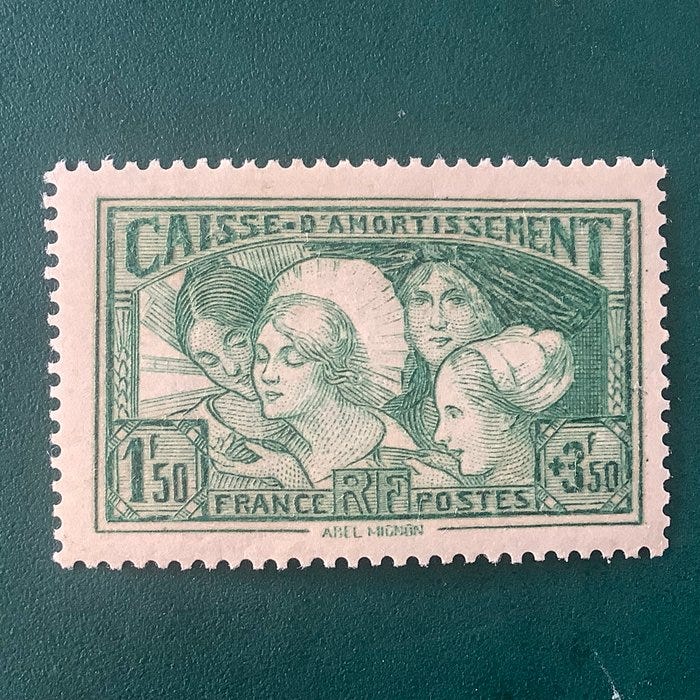 CAISSE-D'AMORTISSEMENT
1F50
+3F50
FRANCE RF POSTES
ABEL MIGNON